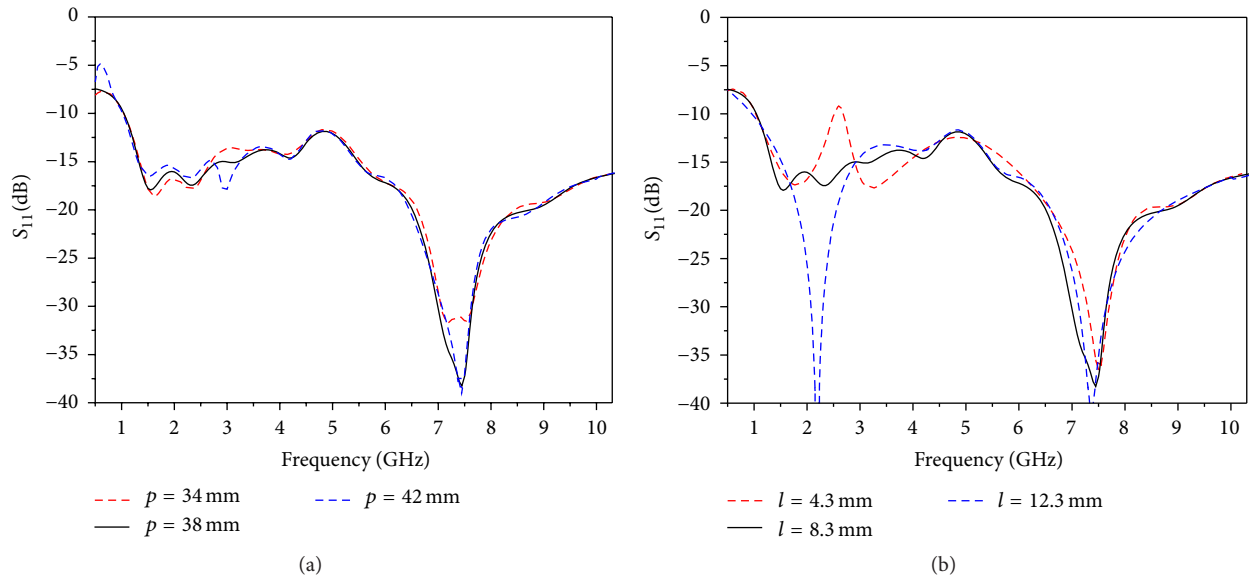 0
−5
−10
−15
−20
−25
−30
−35
−40
S11 (dB)
1 2 3 4 5 6 7 8 9 10
Frequency (GHz)
p = 34 mm
p = 42 mm
p = 38 mm
(a)
0
−5
−10
−15
−20
−25
−30
−35
−40
S11 (dB)
1 2 3 4 5 6 7 8 9 10
Frequency (GHz)
l = 4.3 mm
l = 12.3 mm
l = 8.3 mm
(b)